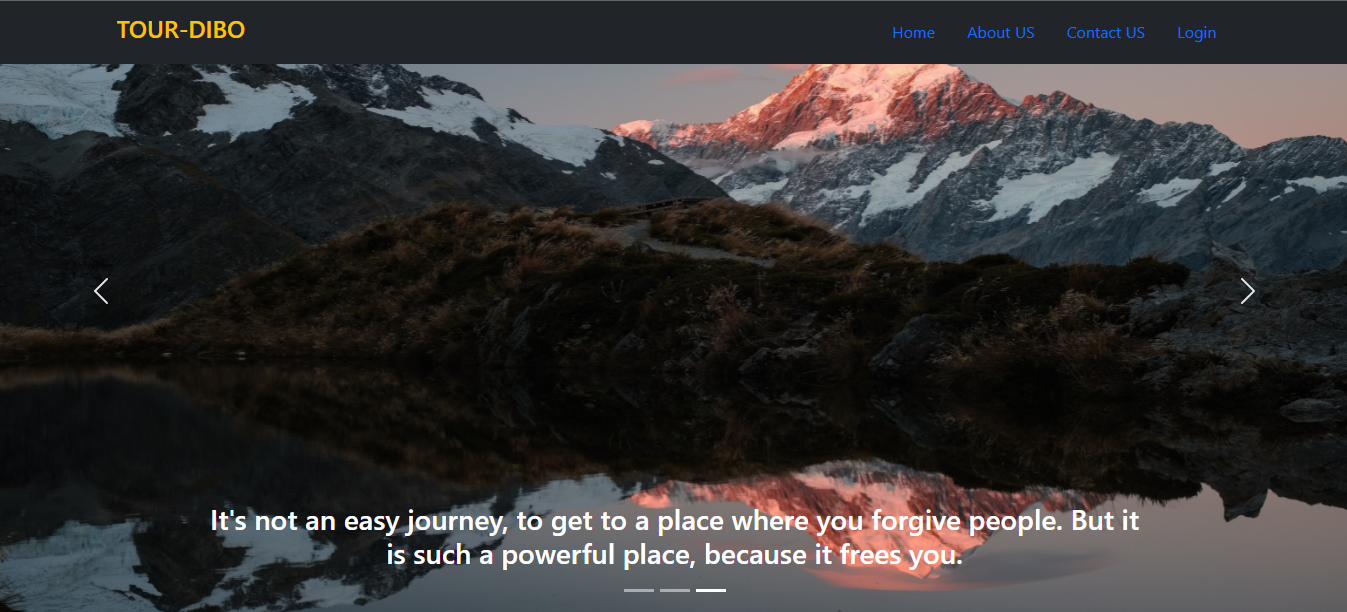 TOUR-DIBO
Home About US Contact US Login
It's not an easy journey, to get to a place where you forgive people. But it
is such a powerful place, because it frees you.